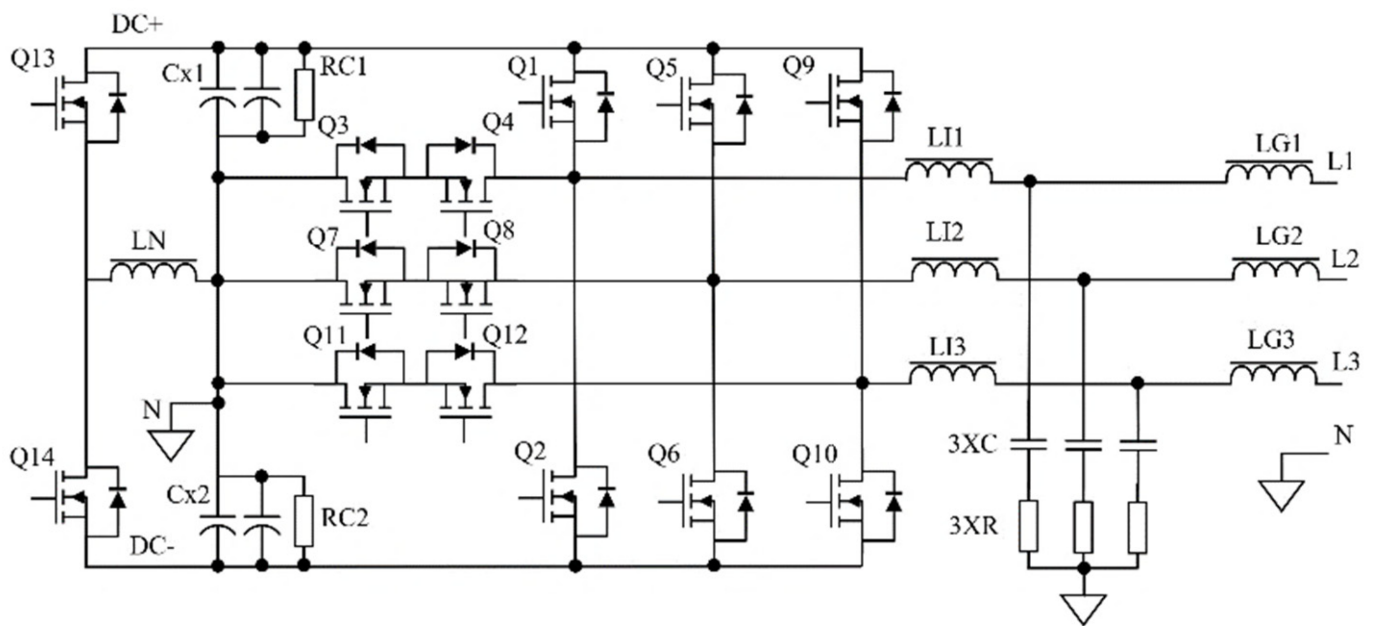 DC+
Q13
Cx1
RC1
Q1
Q5
Q9
Q3
Q4
LI1
LG1
L1
LN
Q7
Q8
LI2
LG2
L2
Q11
Q12
LI3
LG3
L3
N
3XC
N
Q14
Cx2
RC2
Q2
Q6
Q10
3XR
DC-